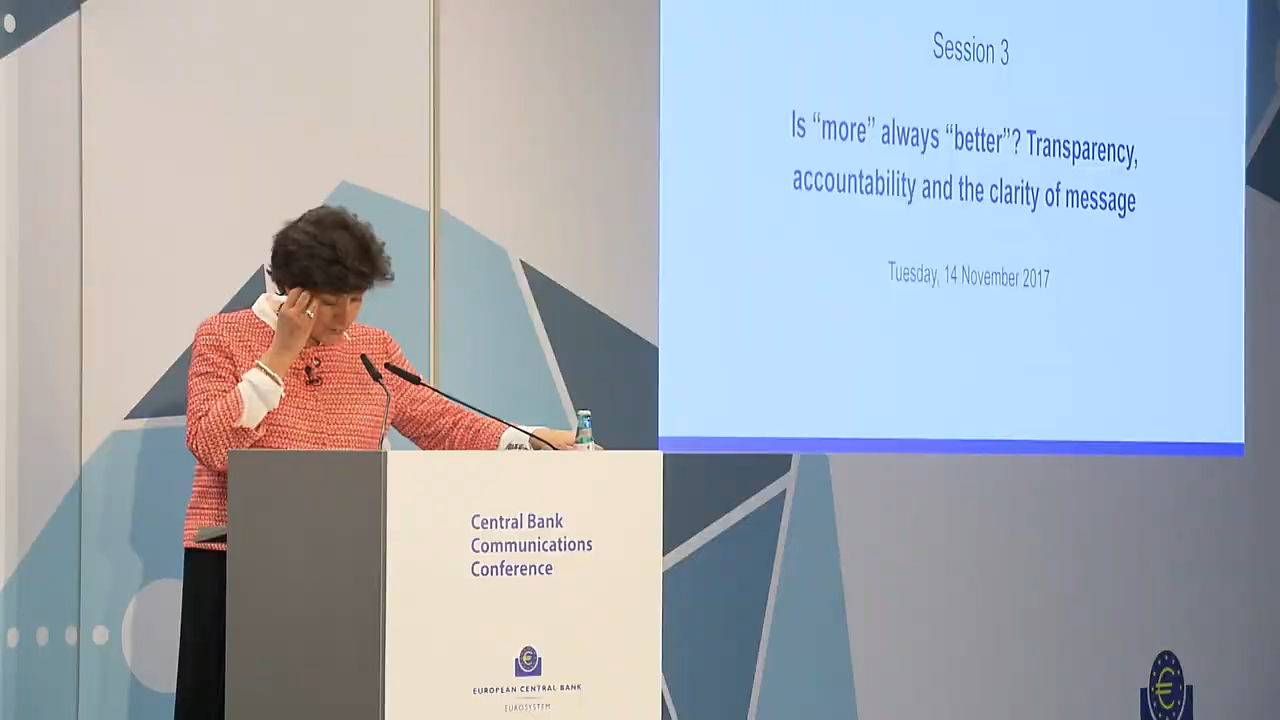 Session 3
Is “more” always “better”? Transparency,
accountability and the clarity of message
Tuesday, 14 November 2017
Central Bank
Communications
Conference
EUROPEAN CENTRAL BANK
EUROSYSTEM